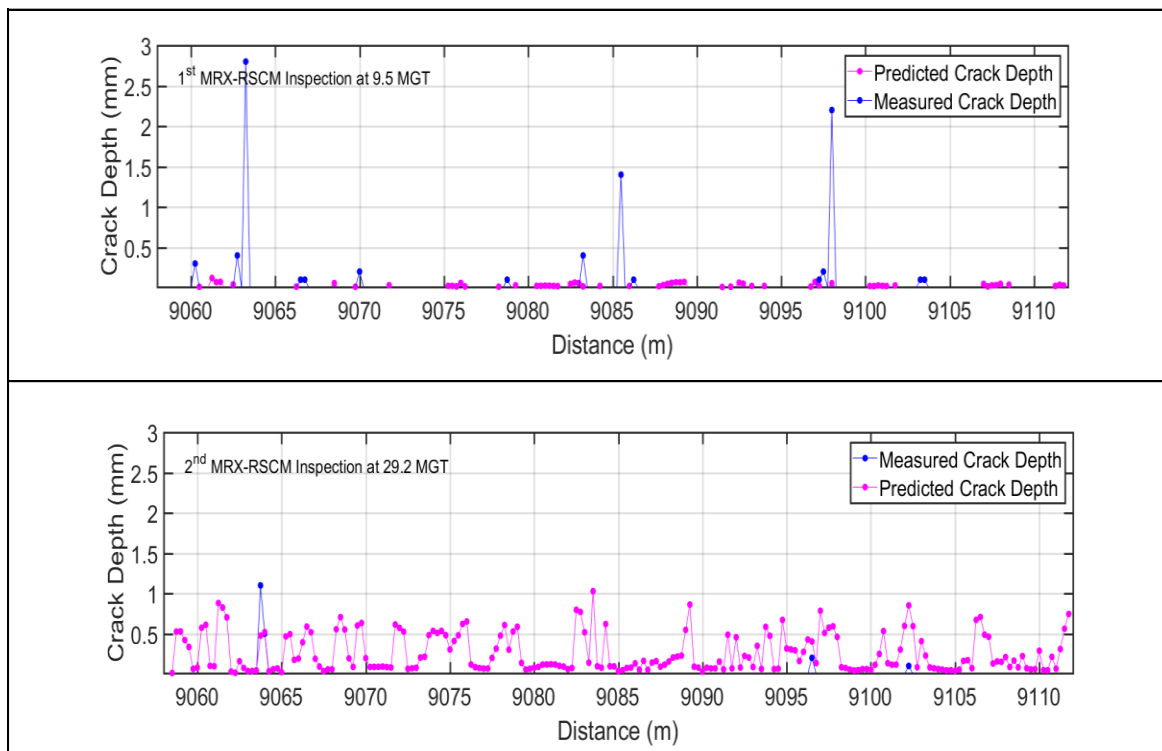 3
1st MRX-RSCM Inspection at 9.5 MGT
Predicted Crack Depth
Measured Crack Depth
2.5
2
1.5
1
0.5
Crack Depth (mm)
9060 9065 9070 9075 9080 9085 9090 9095 9100 9105 9110
Distance (m)
3
2nd MRX-RSCM Inspection at 29.2 MGT
Measured Crack Depth
Predicted Crack Depth
2.5
2
1.5
1
0.5
Crack Depth (mm)
9060 9065 9070 9075 9080 9085 9090 9095 9100 9105 9110
Distance (m)